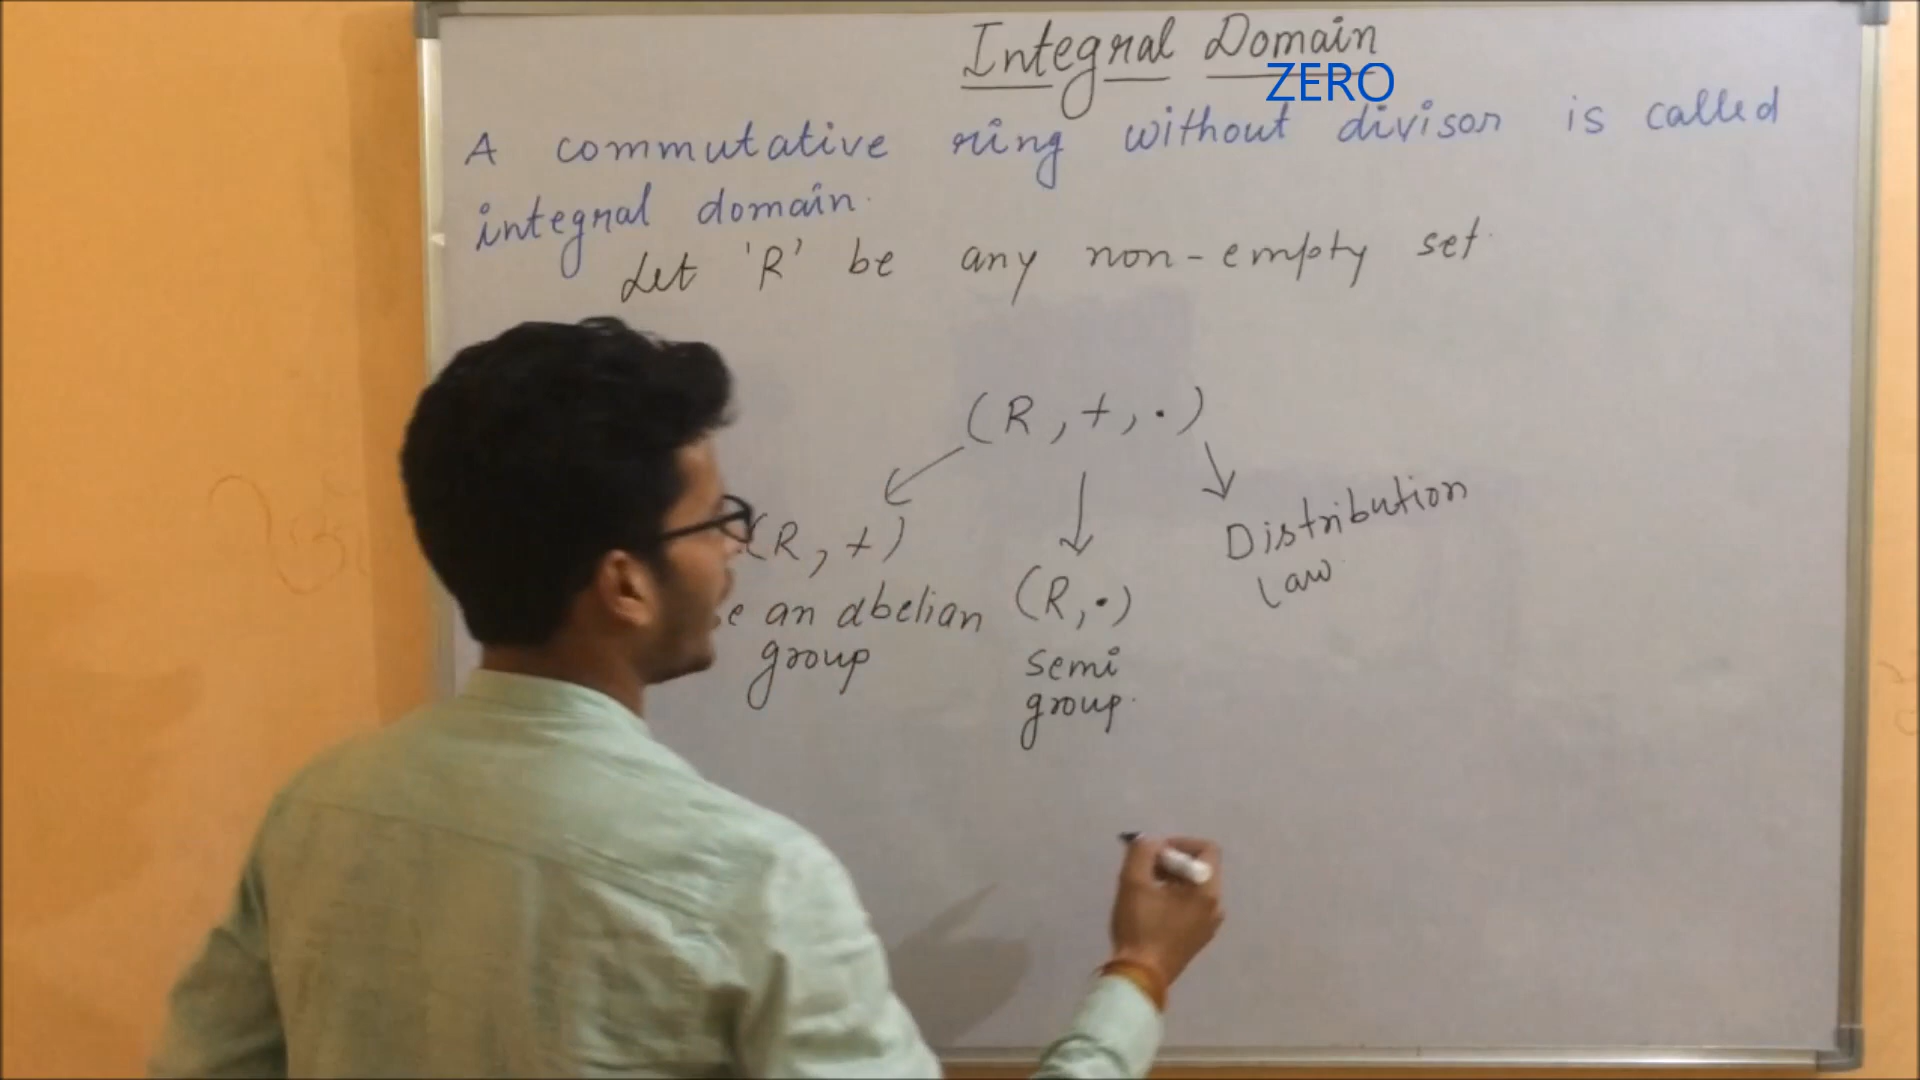 Integral Domain
ZERO
A commutative ring without divisor is called
integral domain.
Let 'R' be any non-empty set.
(R, +, ·)
(R, +)
an abelian
group
(R, ·)
semi
group.
Distribution
law